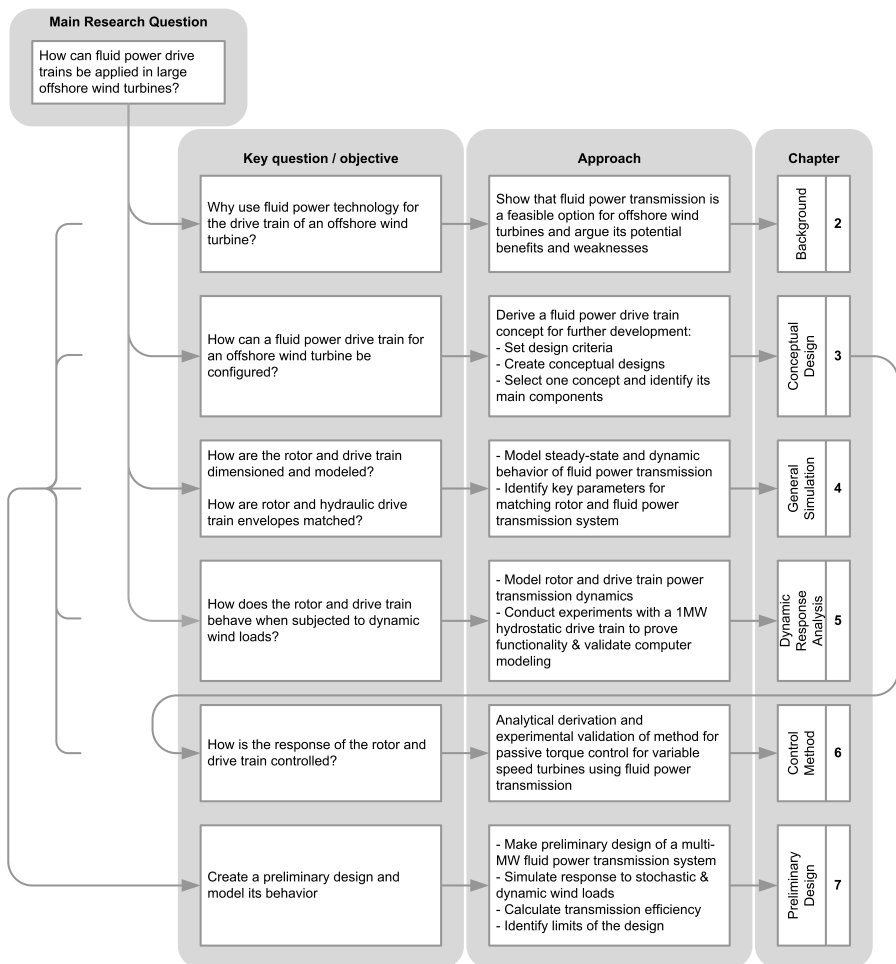 Main Research Question
How can fluid power drive
trains be applied in large
offshore wind turbines?
Key question / objective
Approach
Chapter
Why use fluid power technology for
the drive train of an offshore wind
turbine?
Show that fluid power transmission is
a feasible option for offshore wind
turbines and argue its potential
benefits and weaknesses
Background
2
How can a fluid power drive train for
an offshore wind turbine be
configured?
Derive a fluid power drive train
concept for further development:
- Set design criteria
- Create conceptual designs
- Select one concept and identify its
main components
Conceptual
Design
3
How are the rotor and drive train
dimensioned and modeled?
How are rotor and hydraulic drive
train envelopes matched?
- Model steady-state and dynamic
behavior of fluid power transmission
- Identify key parameters for
matching rotor and fluid power
transmission system
General
Simulation
4
How does the rotor and drive train
behave when subjected to dynamic
wind loads?
- Model rotor and drive train power
transmission dynamics
- Conduct experiments with a 1MW
hydrostatic drive train to prove
functionality & validate computer
modeling
Dynamic
Response
Analysis
5
How is the response of the rotor and
drive train controlled?
Analytical derivation and
experimental validation of method for
passive torque control for variable
speed turbines using fluid power
transmission
Control
Method
6
Create a preliminary design and
model its behavior
- Make preliminary design of a multi-
MW fluid power transmission system
- Simulate response to stochastic &
dynamic wind loads
- Calculate transmission efficiency
- Identify limits of the design
Preliminary
Design
7